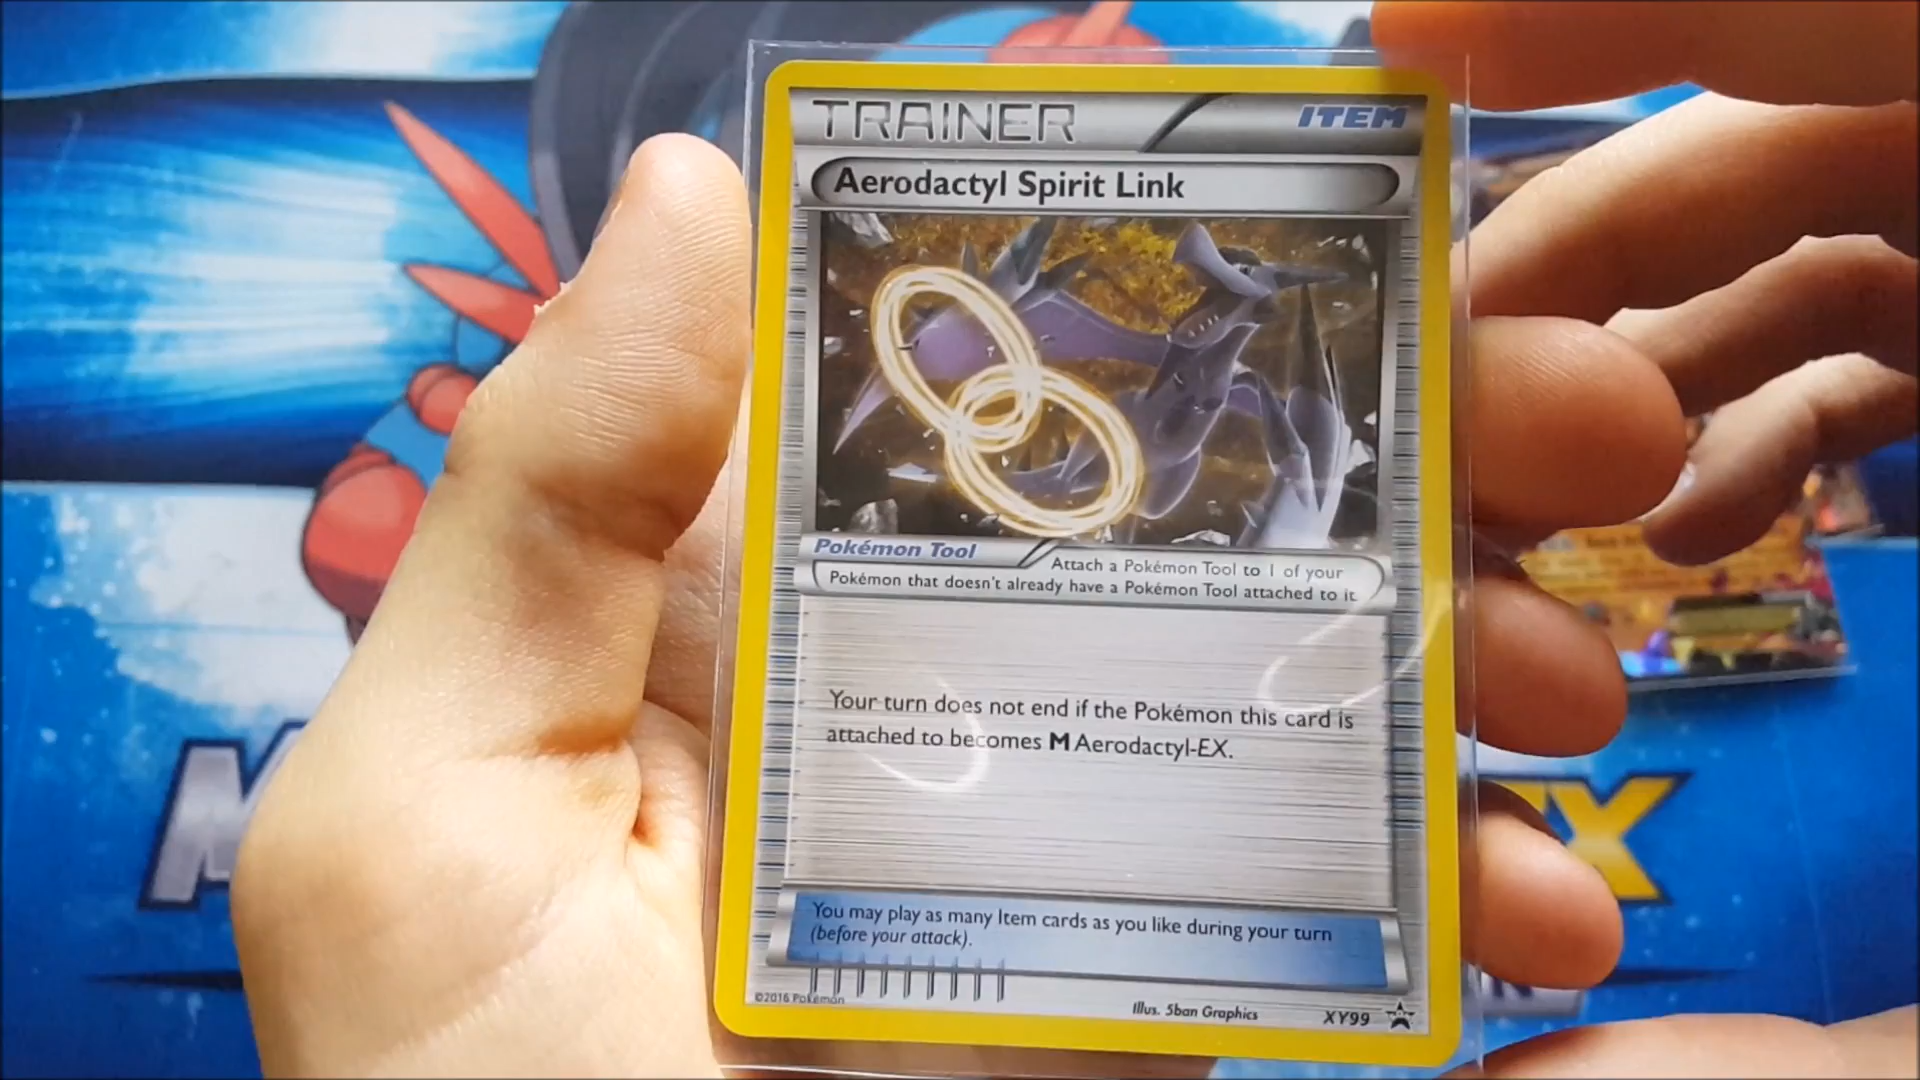 TRAINER
ITEM
Aerodactyl Spirit Link
Pokémon Tool
Attach a Pokémon Tool to 1 of your
Pokémon that doesn't already have a Pokémon Tool attached to it.
Your turn does not end if the Pokémon this card is
attached to becomes M Aerodactyl-EX.
You may play as many Item cards as you like during your turn
(before your attack).
©2016 Pokémon
Illus. 5ban Graphics
XY99